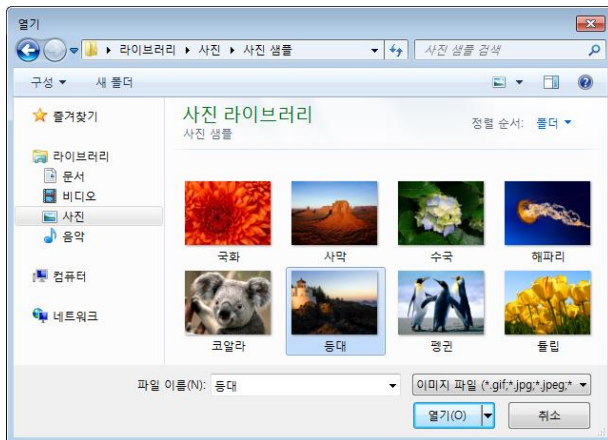 열기
라이브러리 ▸ 사진 ▸ 사진 샘플
사진 샘플 검색
구성 ▼ 새 폴더
즐겨찾기
라이브러리
문서
비디오
사진
음악
컴퓨터
네트워크
사진 라이브러리
사진 샘플
정렬 순서: 폴더 ▼
국화 사막 수국 해파리
코알라 등대 펭귄 튤립
파일 이름(N): 등대
이미지 파일 (*.gif;*.jpg;*.jpeg;*
열기(O) 취소